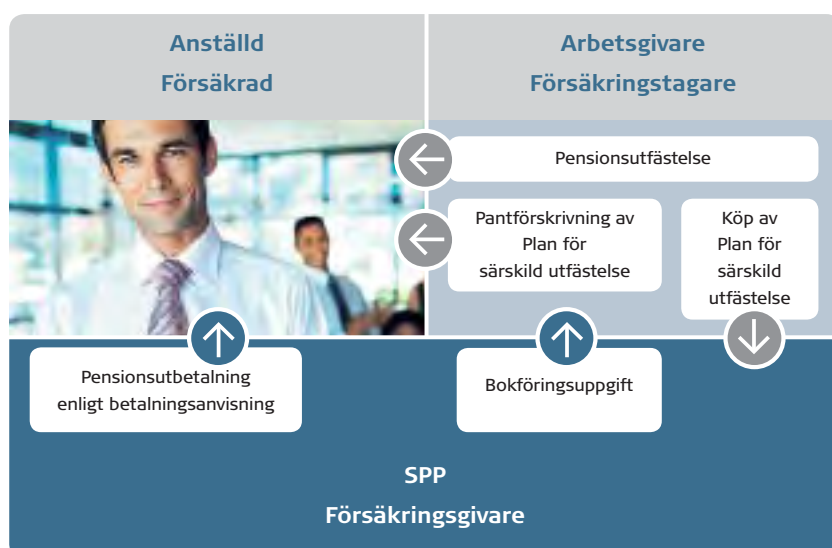 Anställd
Försäkrad
Arbetsgivare
Försäkringstagare
Pensionsutfästelse
Pantförskrivning av
Plan för
särskild utfästelse
Köp av
Plan för
särskild
utfästelse
Pensionsutbetalning
enligt betalningsanvisning
Bokföringsuppgift
SPP
Försäkringsgivare